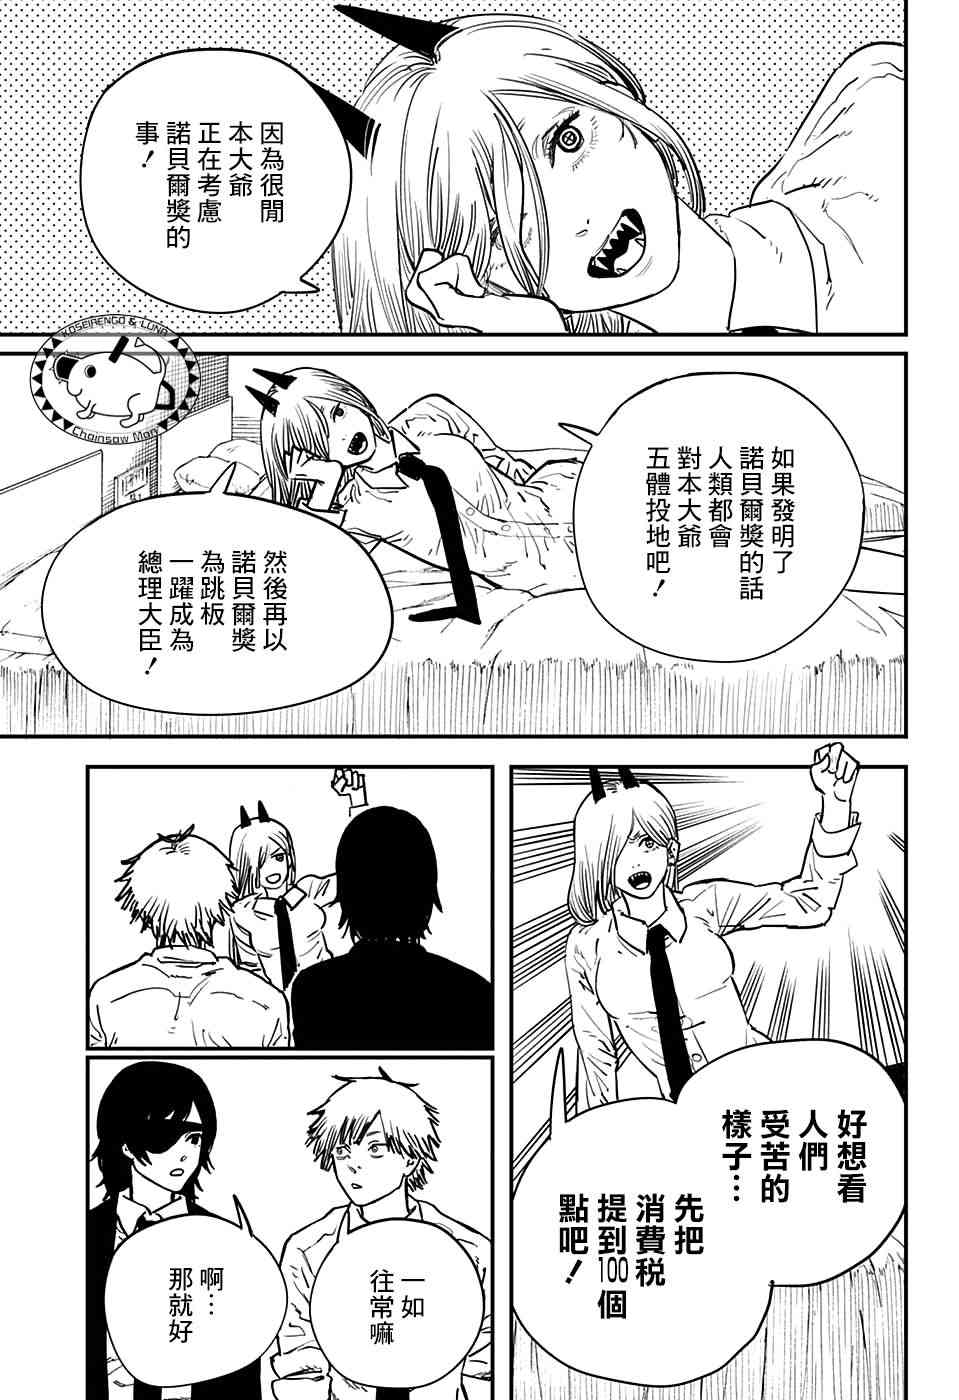 因為很閒
本大爺
正在考慮
諾貝爾獎的
事！
KOSEIRENGO & LUNA
Chainsaw Man
如果發明了
諾貝爾獎的話
人類都會
對本大爺
五體投地吧！
然後再以
諾貝爾獎
為跳板
一躍成為
總理大臣！
好想看
人們
受苦的
樣子…
先把
消費税
提到100個
點吧！
一如
往常嘛
啊…
那就好